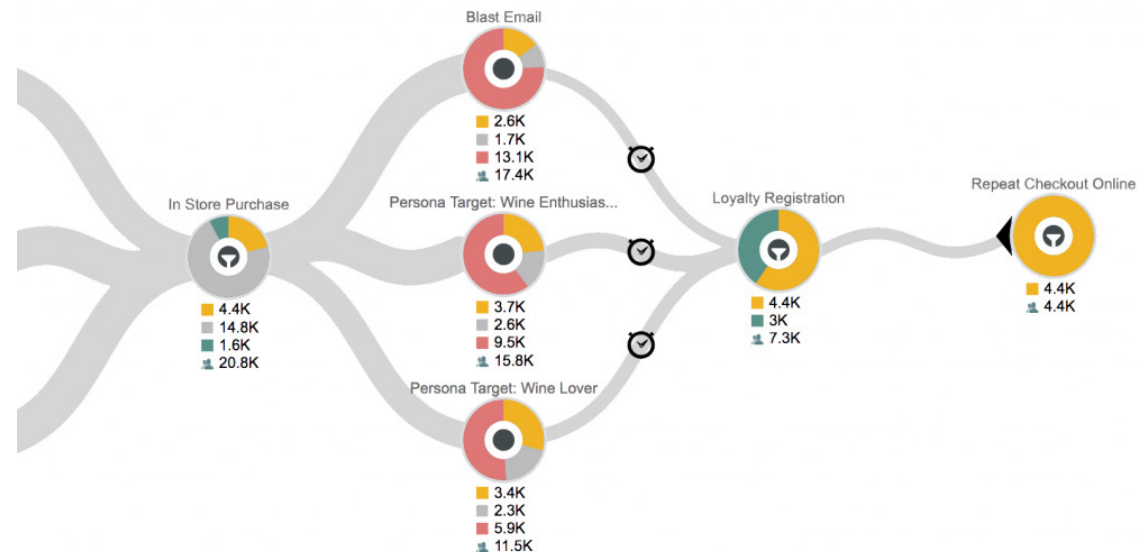 Blast Email
2.6K
1.7K
13.1K
17.4K
In Store Purchase
4.4K
14.8K
1.6K
20.8K
Persona Target: Wine Enthusias...
3.7K
2.6K
9.5K
15.8K
Persona Target: Wine Lover
3.4K
2.3K
5.9K
11.5K
Loyalty Registration
4.4K
3K
7.3K
Repeat Checkout Online
4.4K
4.4K